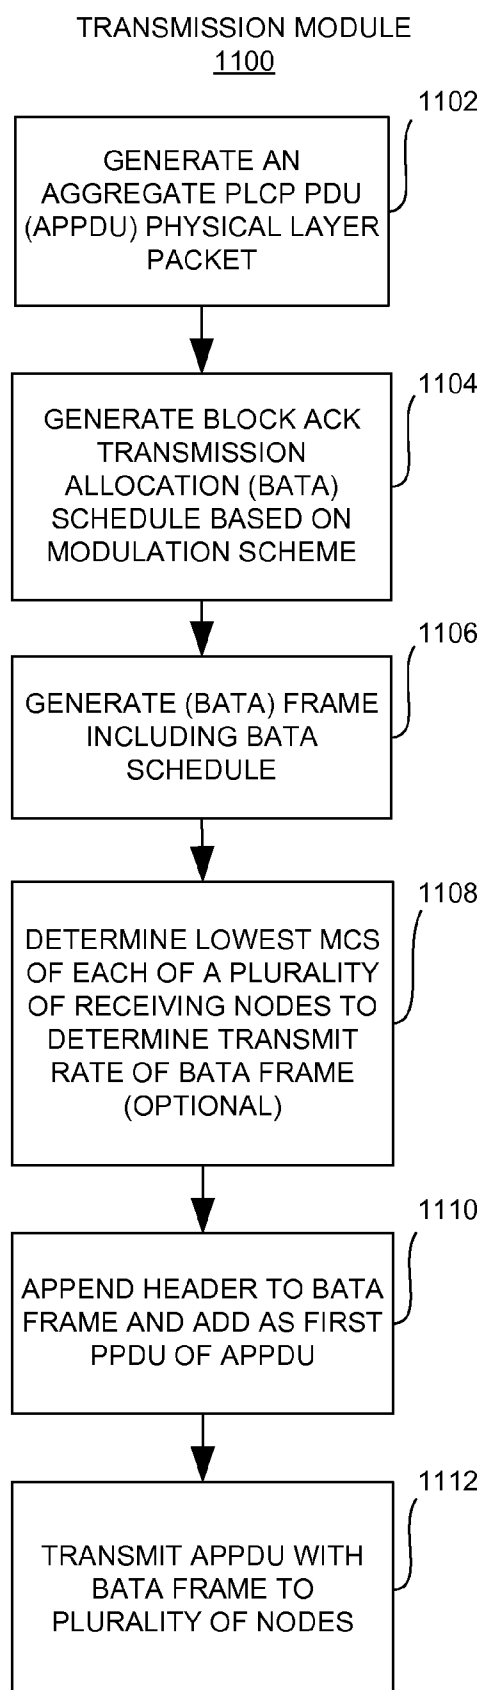 TRANSMISSION MODULE
1100
1102
GENERATE AN
AGGREGATE PLCP PDU
(APPDU) PHYSICAL LAYER
PACKET
1104
GENERATE BLOCK ACK
TRANSMISSION
ALLOCATION (BATA)
SCHEDULE BASED ON
MODULATION SCHEME
1106
GENERATE (BATA) FRAME
INCLUDING BATA
SCHEDULE
1108
DETERMINE LOWEST MCS
OF EACH OF A PLURALITY
OF RECEIVING NODES TO
DETERMINE TRANSMIT
RATE OF BATA FRAME
(OPTIONAL)
1110
APPEND HEADER TO BATA
FRAME AND ADD AS FIRST
PPDU OF APPDU
1112
TRANSMIT APPDU WITH
BATA FRAME TO
PLURALITY OF NODES